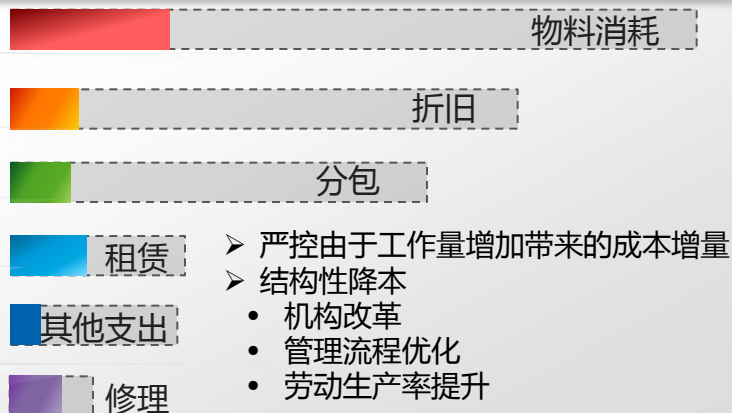 物料消耗
折旧
分包
租赁
其他支出
修理
➢ 严控由于工作量增加带来的成本增量
➢ 结构性降本
• 机构改革
• 管理流程优化
• 劳动生产率提升